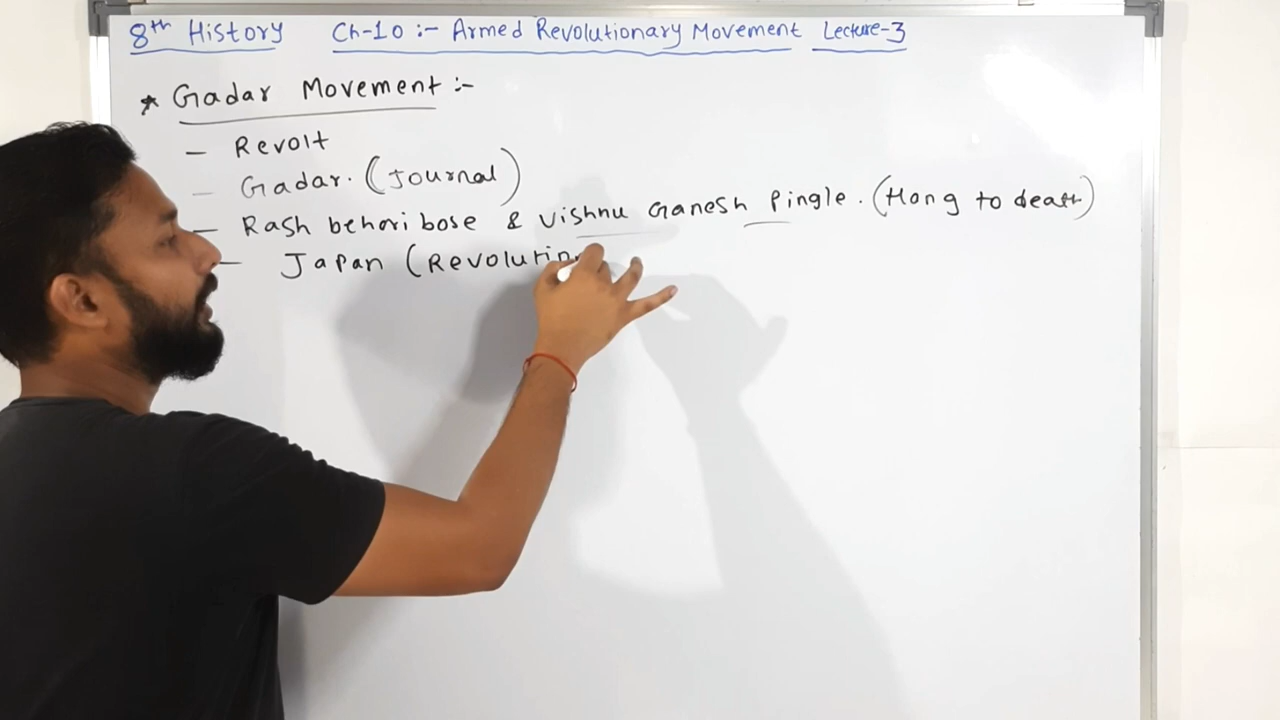 8th History Ch-10 :- Armed Revolutionary Movement Lecture-3
* Gadar Movement :-
- Revolt
- Gadar. (Journal)
- Rash behari bose & Vishnu Ganesh Pingle. (Hang to death)
- Japan (Revolution